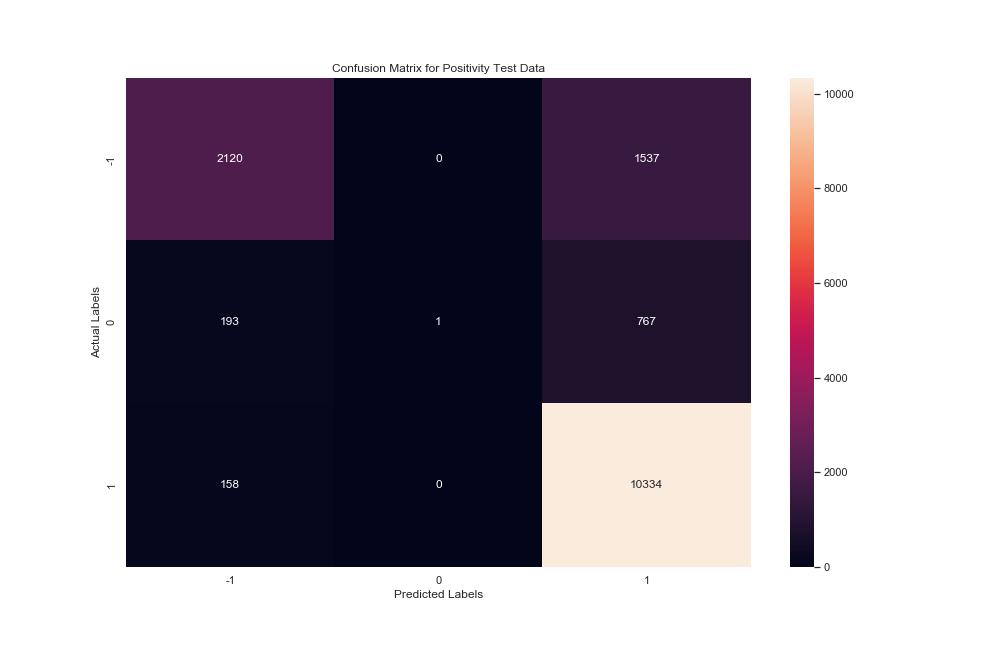 Confusion Matrix for Positivity Test Data
-1
2120 0 1537
0
193 1 767
1
158 0 10334
Actual Labels
-1 0 1
Predicted Labels
10000
8000
6000
4000
2000
0